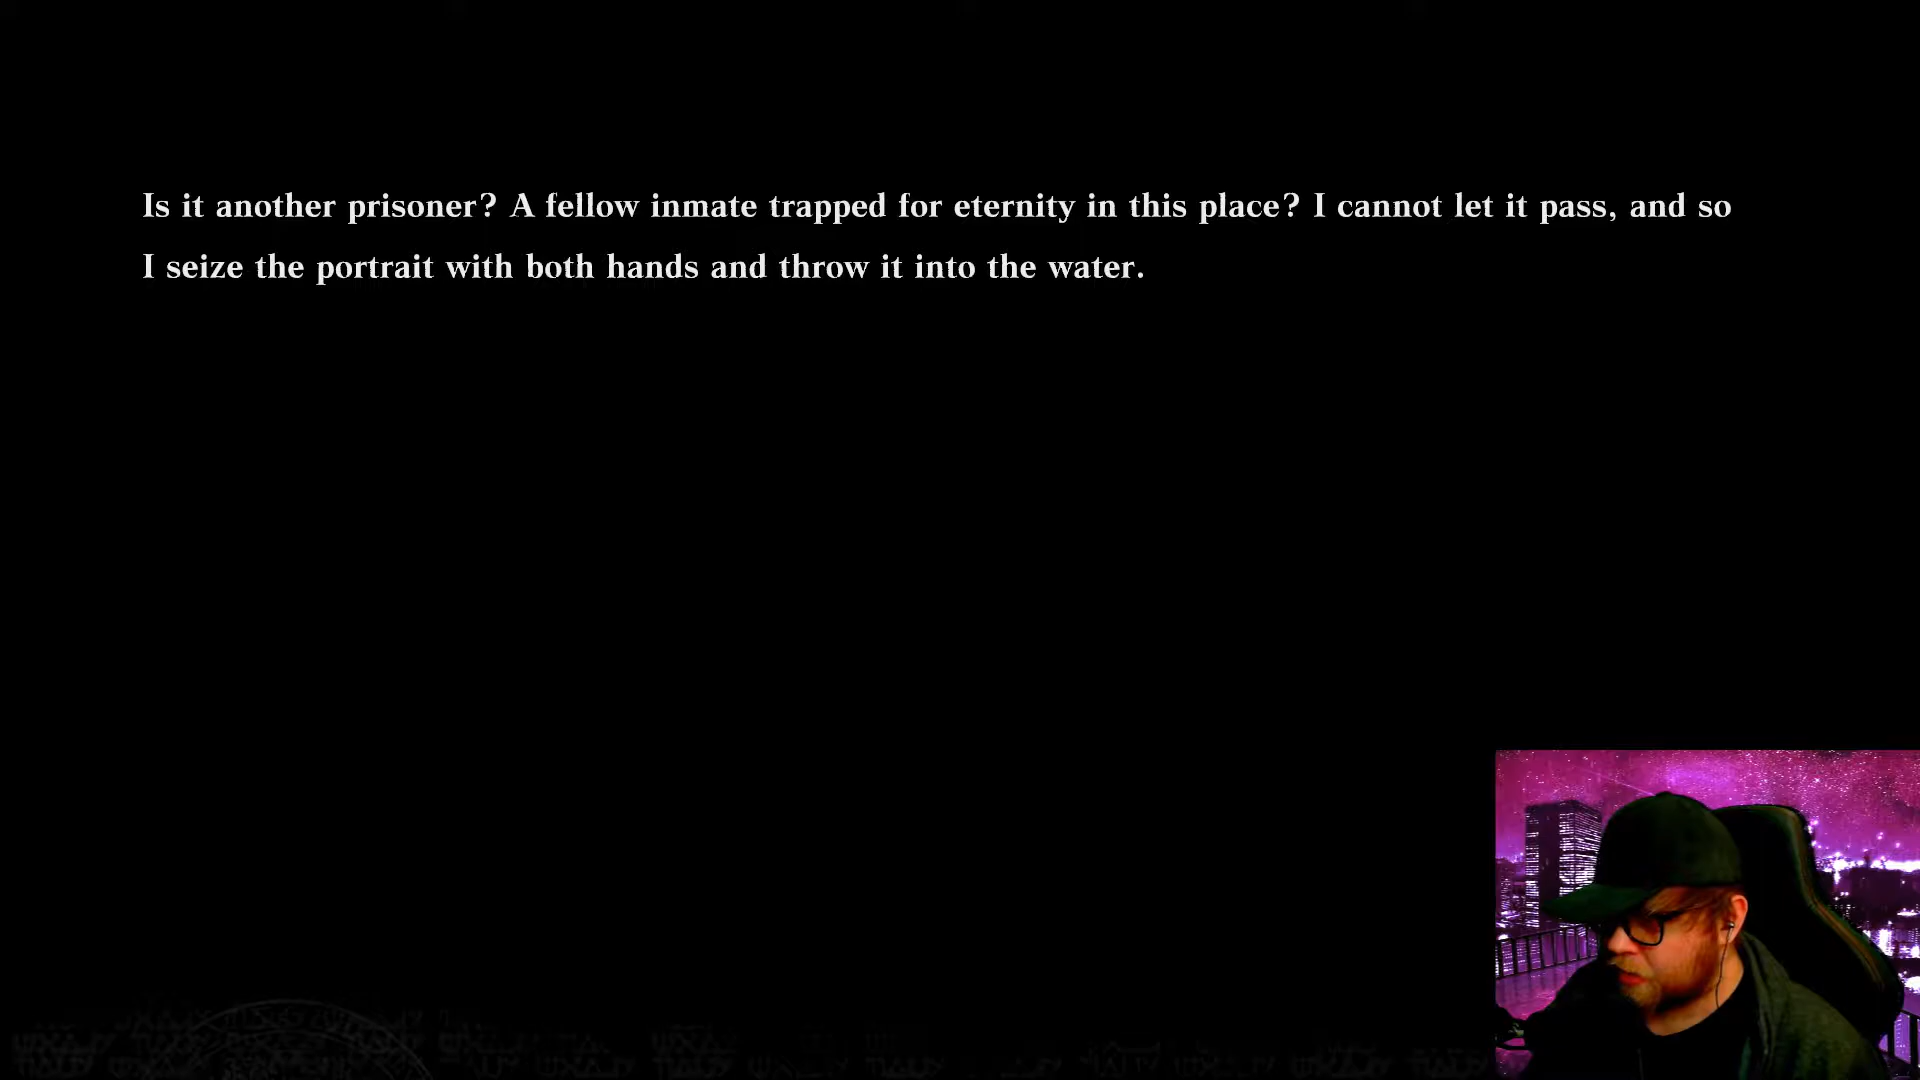 Is it another prisoner? A fellow inmate trapped for eternity in this place? I cannot let it pass, and so
I seize the portrait with both hands and throw it into the water.